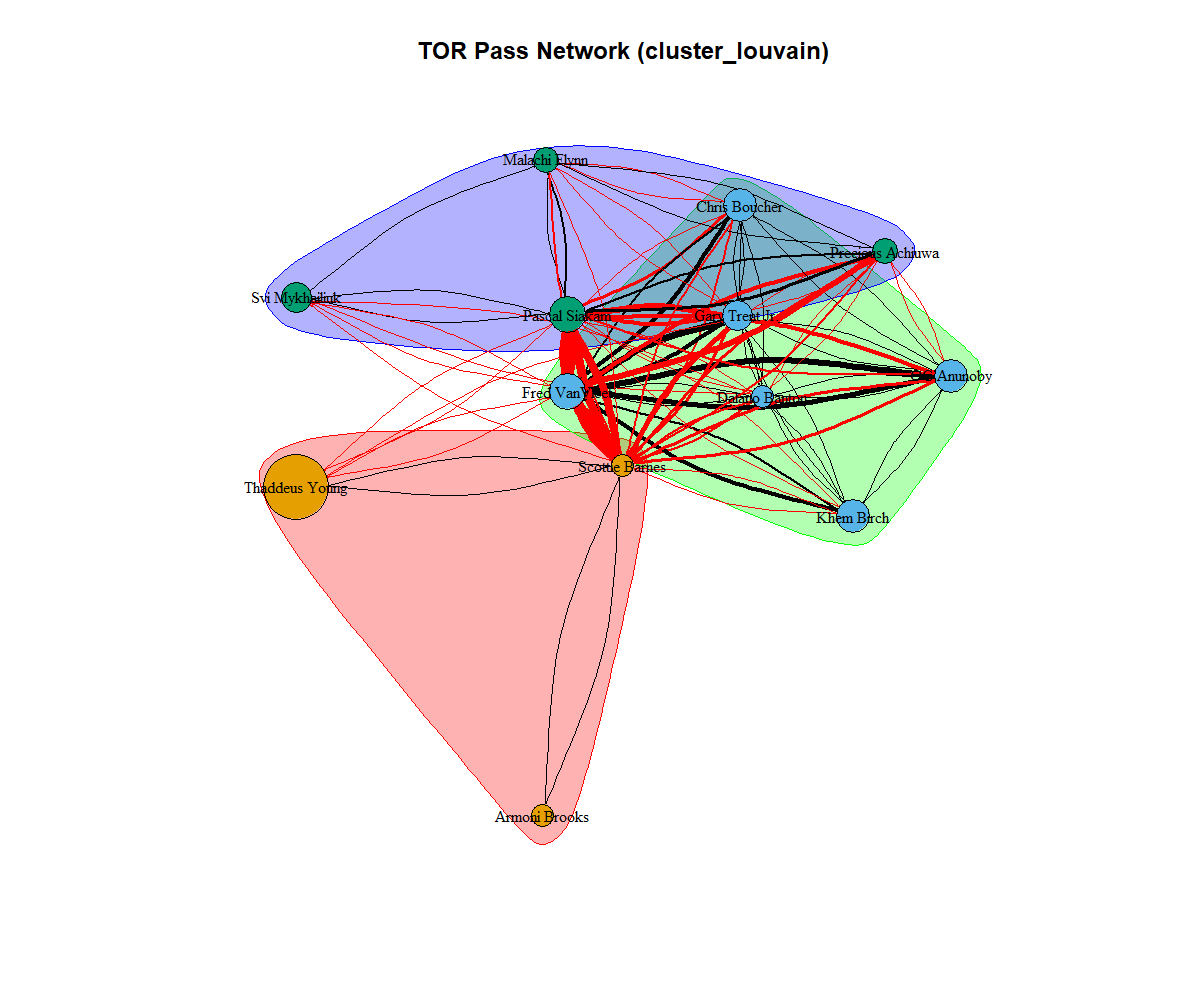 TOR Pass Network (cluster_louvain)
Malachi Flynn
Chris Boucher
Precious Achiuwa
Svi Mykhailiuk
Pascal Siakam
Gary Trent Jr.
Anunoby
Fred VanVleet
Dalano Banton
Scottie Barnes
Thaddeus Young
Khem Birch
Armoni Brooks